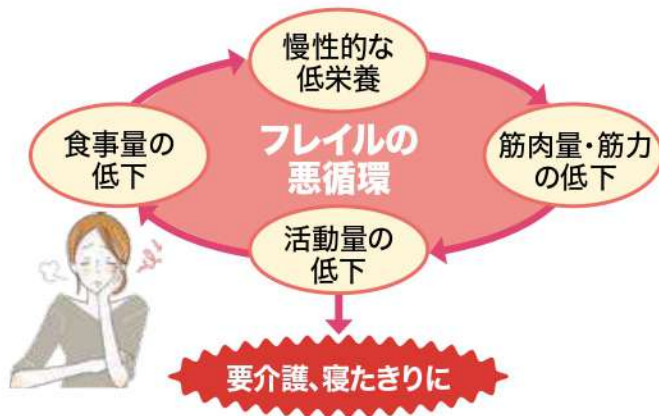 慢性的な
低栄養
食事量の
低下
フレイルの
悪循環
筋肉量・筋力
の低下
活動量の
低下
要介護、寝たきりに